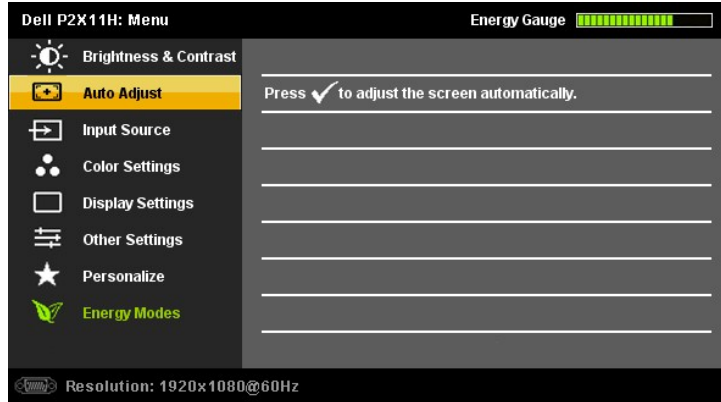 Dell P2X11H: Menu
Energy Gauge
Brightness & Contrast
Auto Adjust
Press ✓ to adjust the screen automatically.
Input Source
Color Settings
Display Settings
Other Settings
Personalize
Energy Modes
Resolution: 1920x1080@60Hz